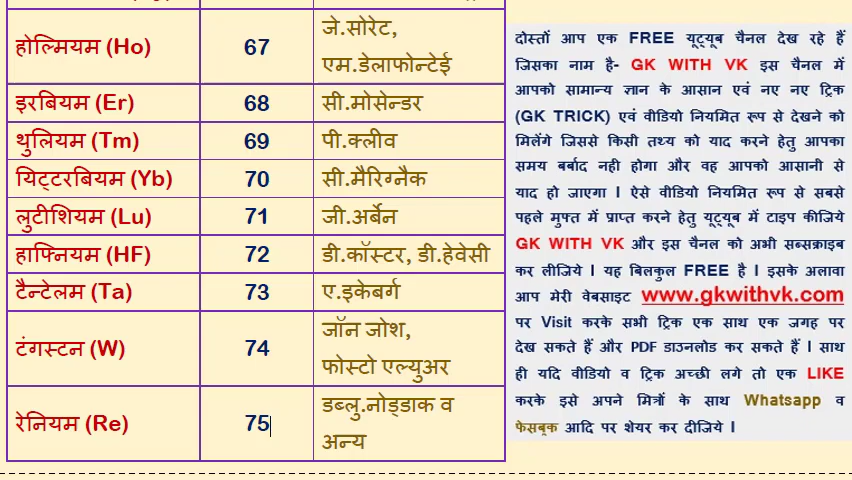 होल्मियम (Ho) 67 जे.सोरेट,
एम.डेलाफोन्टेई
इरबियम (Er) 68 सी.मोसेन्डर
थुलियम (Tm) 69 पी.क्लीव
यिट्टरबियम (Yb) 70 सी.मैरिग्नैक
लुटीशियम (Lu) 71 जी.अर्बेन
हाफ्नियम (HF) 72 डी.कॉस्टर, डी.हेवेसी
टैन्टेलम (Ta) 73 ए.इकेबर्ग
टंगस्टन (W) 74 जॉन जोश,
फोस्टो एल्युअर
रेनियम (Re) 75 डब्लु.नोड्डाक व
अन्य
दोस्तों आप एक FREE यूट्यूब चैनल देख रहे हैं
जिसका नाम है- GK WITH VK इस चैनल में
आपको सामान्य ज्ञान के आसान एवं नए नए ट्रिक
(GK TRICK) एवं वीडियो नियमित रूप से देखने को
मिलेंगे जिससे किसी तथ्य को याद करने हेतु आपका
समय बर्बाद नही होगा और वह आपको आसानी से
याद हो जाएगा I ऐसे वीडियो नियमित रूप से सबसे
पहले मुफ्त में प्राप्त करने हेतु यूट्यूब में टाइप कीजिये
GK WITH VK और इस चैनल को अभी सब्सक्राइब
कर लीजिये I यह बिलकुल FREE है I इसके अलावा
आप मेरी वेबसाइट www.gkwithvk.com
पर Visit करके सभी ट्रिक एक साथ एक जगह पर
देख सकते हैं और PDF डाउनलोड कर सकते हैं I साथ
ही यदि वीडियो व ट्रिक अच्छी लगे तो एक LIKE
करके इसे अपने मित्रों के साथ Whatsapp व
फेसबूक आदि पर शेयर कर दीजिये I